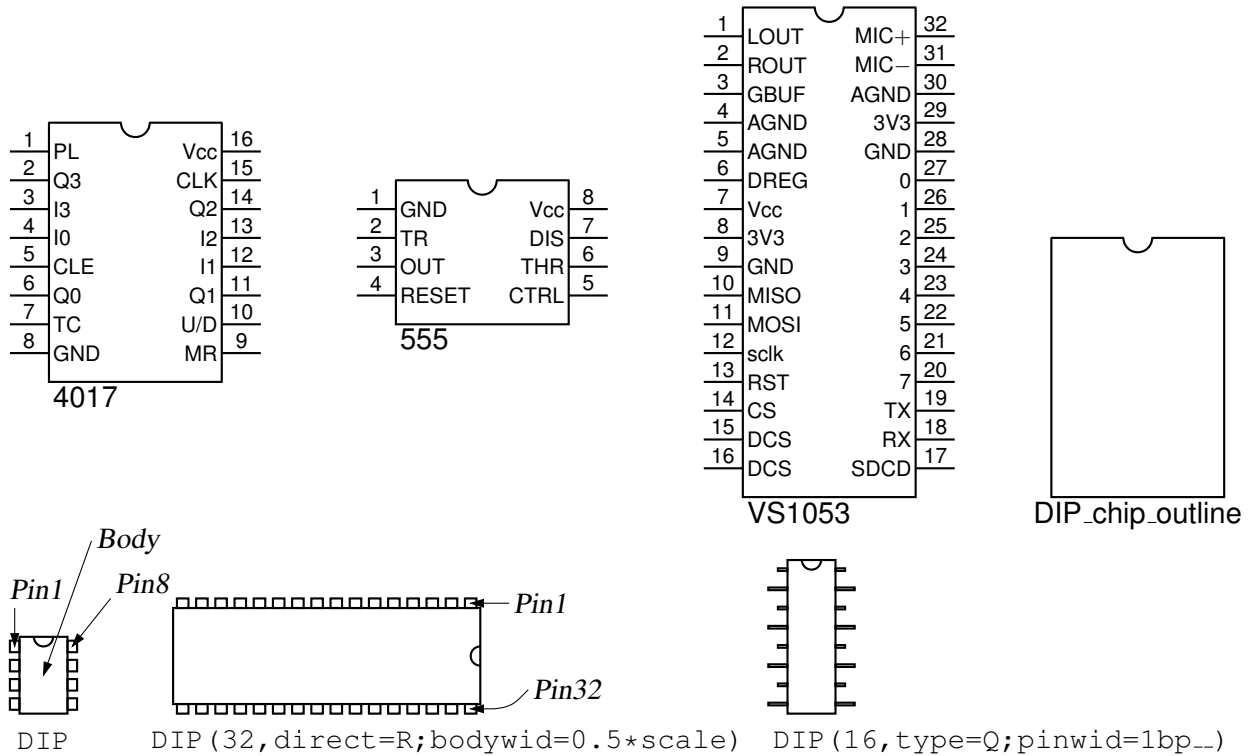 1 PL Vcc 16
2 Q3 CLK 15
3 I3 Q2 14
4 I0 I2 13
5 CLE I1 12
6 Q0 Q1 11
7 TC U/D 10
8 GND MR 9
4017
1 GND Vcc 8
2 TR DIS 7
3 OUT THR 6
4 RESET CTRL 5
555
1 LOUT MIC+ 32
2 ROUT MIC− 31
3 GBUF AGND 30
4 AGND 3V3 29
5 AGND GND 28
6 DREG 0 27
7 Vcc 1 26
8 3V3 2 25
9 GND 3 24
10 MISO 4 23
11 MOSI 5 22
12 sclk 6 21
13 RST 7 20
14 CS TX 19
15 DCS RX 18
16 DCS SDCD 17
VS1053
DIP_chip_outline
Body
Pin1
Pin8
DIP
Pin1
Pin32
DIP(32,direct=R;bodywid=0.5*scale)
DIP(16,type=Q;pinwid=1bp__)